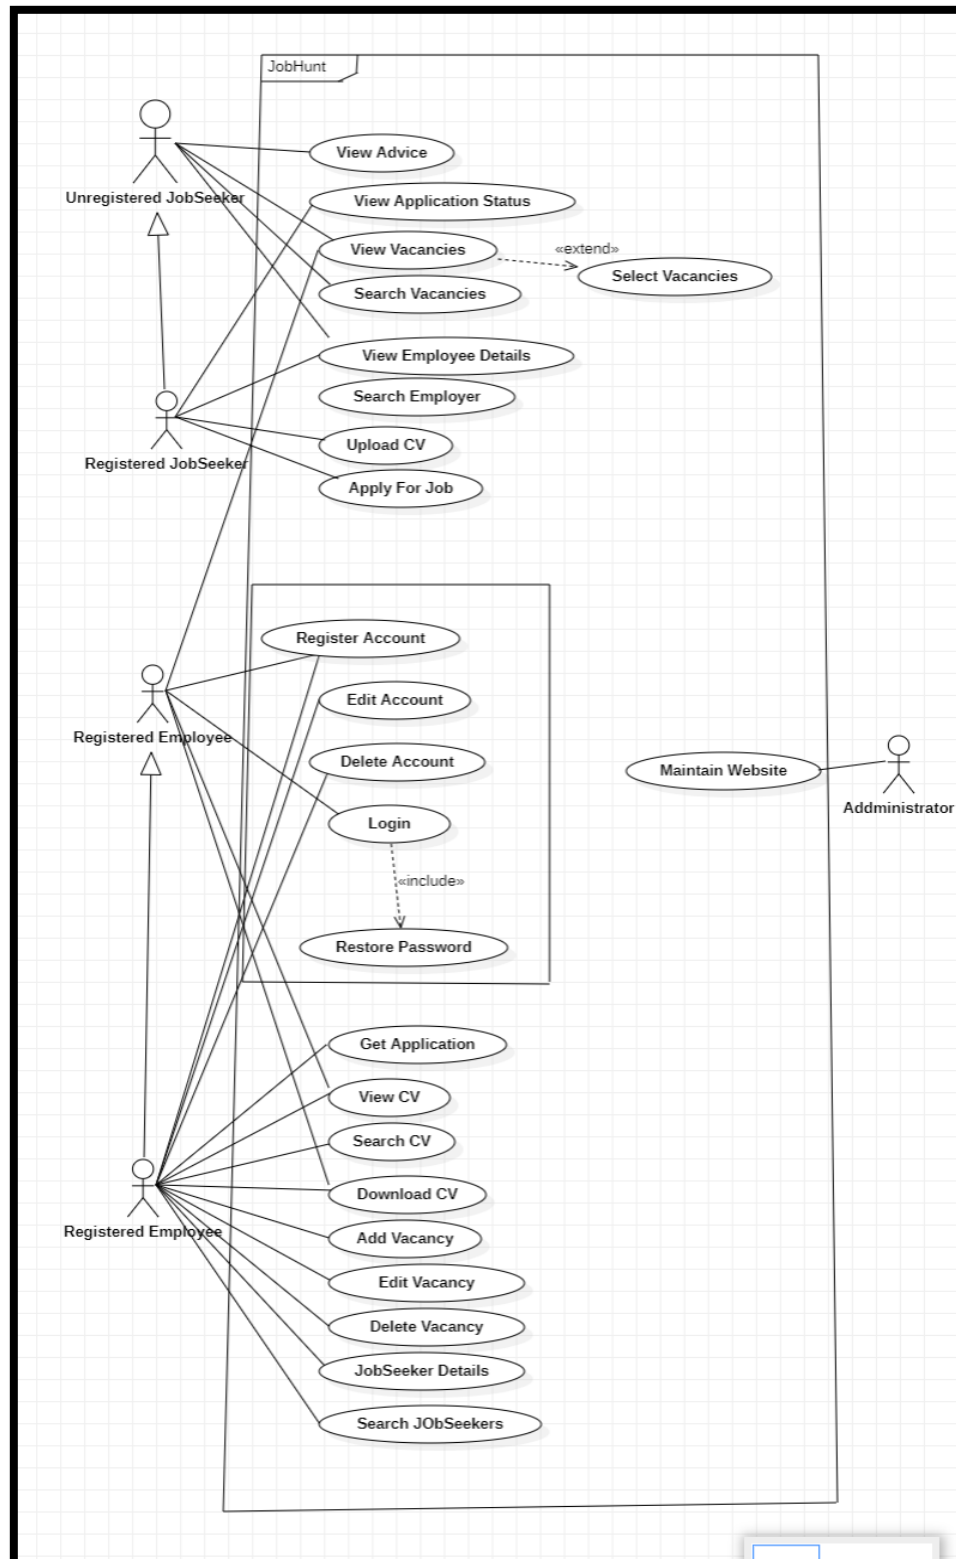 JobHunt
View Advice
Unregistered JobSeeker
View Application Status
View Vacancies
«extend»
Select Vacancies
Search Vacancies
View Employee Details
Search Employer
Upload CV
Registered JobSeeker
Apply For Job
Register Account
Edit Account
Registered Employee
Delete Account
Maintain Website
Addministrator
Login
«include»
Restore Password
Get Application
View CV
Search CV
Download CV
Registered Employee
Add Vacancy
Edit Vacancy
Delete Vacancy
JobSeeker Details
Search JObSeekers